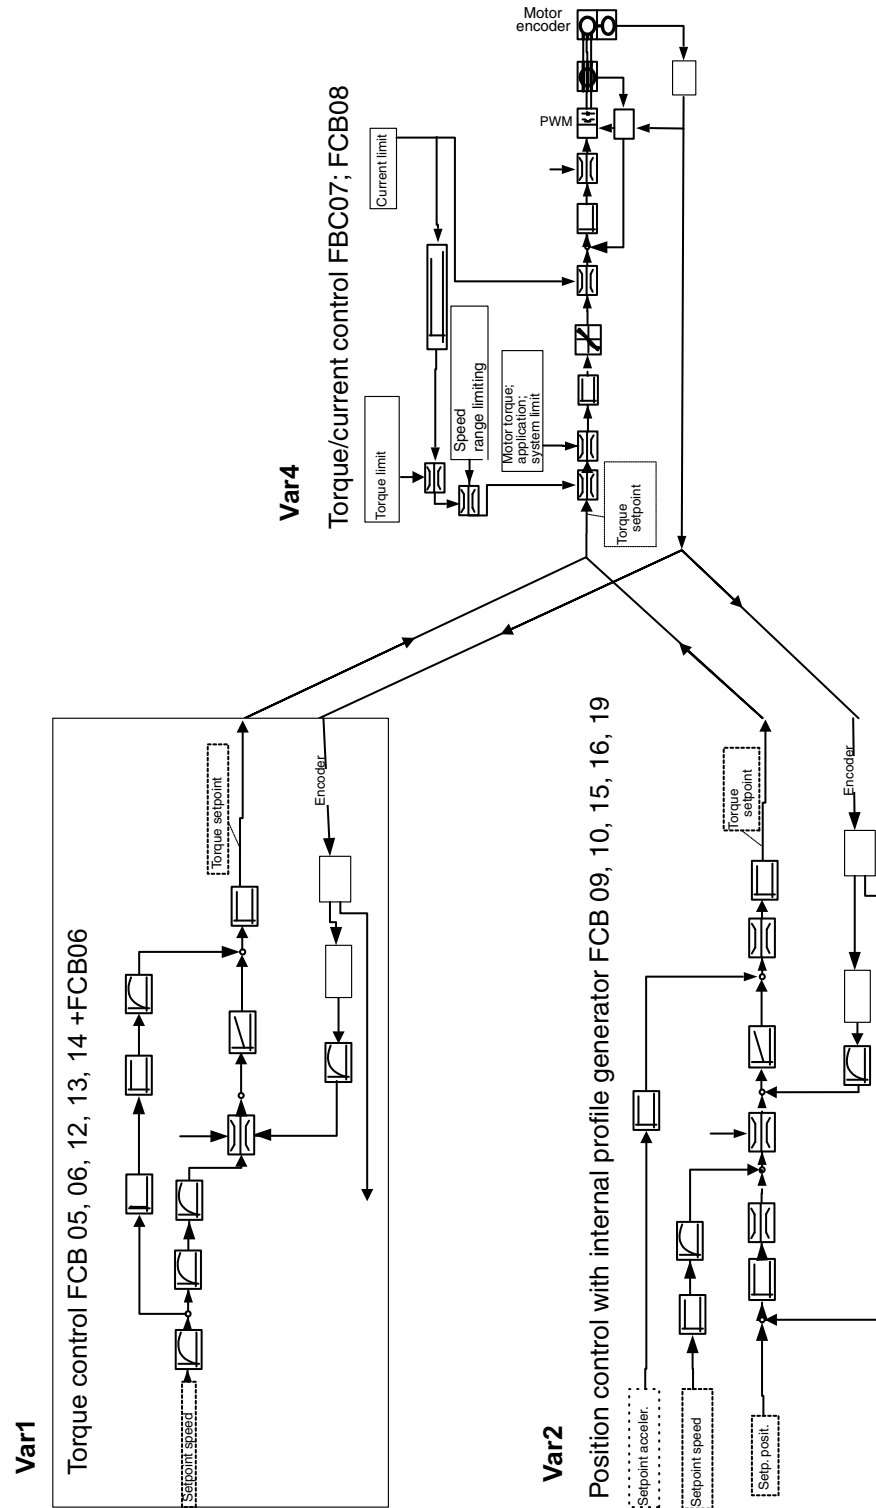 Var1
Torque control FCB 05, 06, 12, 13, 14 +FCB06
Setpoint speed
Torque setpoint
Encoder
Var2
Position control with internal profile generator FCB 09, 10, 15, 16, 19
Setpoint acceler.
Setpoint speed
Setp. posit.
Torque
setpoint
Encoder
Var4
Torque/current control FBC07; FCB08
Torque limit
Current limit
Speed
range limiting
Motor torque;
application;
system limit
Torque
setpoint
PWM
Motor
encoder